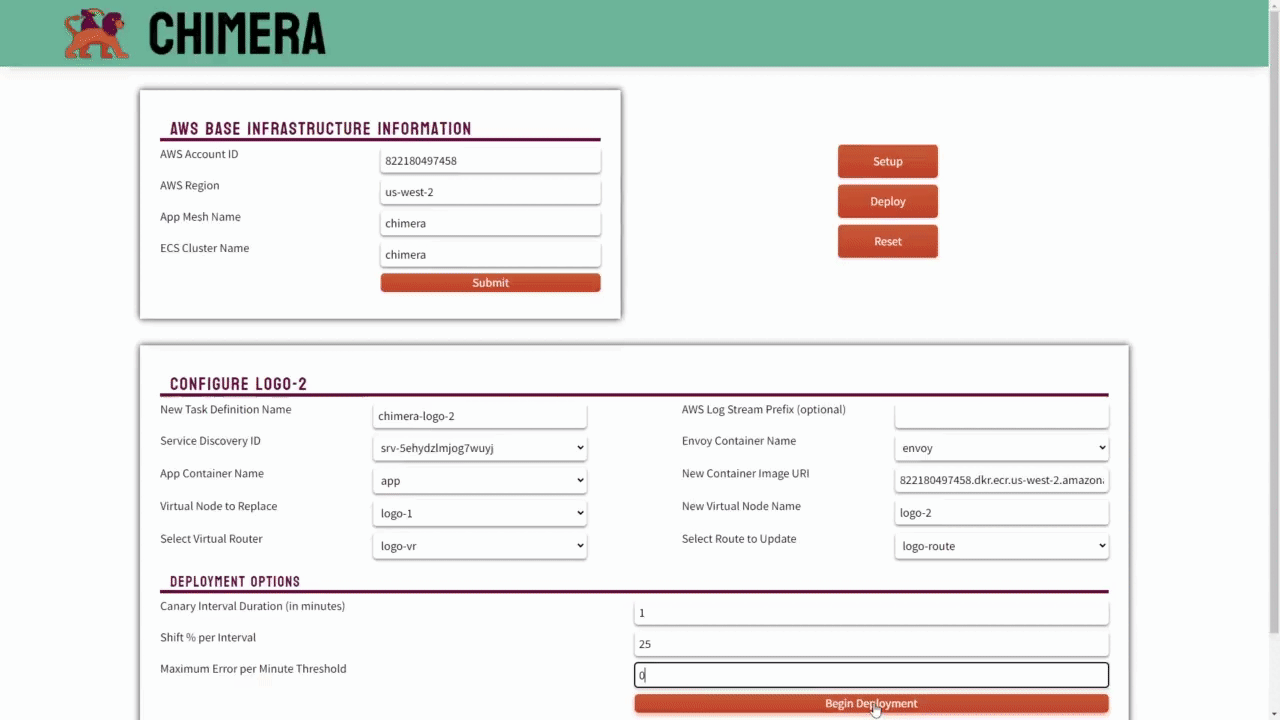 CHIMERA
AWS BASE INFRASTRUCTURE INFORMATION
AWS Account ID
822180497458
AWS Region
us-west-2
App Mesh Name
chimera
ECS Cluster Name
chimera
Submit
Setup
Deploy
Reset
CONFIGURE LOGO-2
New Task Definition Name
chimera-logo-2
AWS Log Stream Prefix (optional)
Service Discovery ID
srv-5ehydzlmjog7wuyj
Envoy Container Name
envoy
App Container Name
app
New Container Image URI
822180497458.dkr.ecr.us-west-2.amazon.
Virtual Node to Replace
logo-1
New Virtual Node Name
logo-2
Select Virtual Router
logo-vr
Select Route to Update
logo-route
DEPLOYMENT OPTIONS
Canary Interval Duration (in minutes)
1
Shift % per Interval
25
Maximum Error per Minute Threshold
0
Begin Deployment